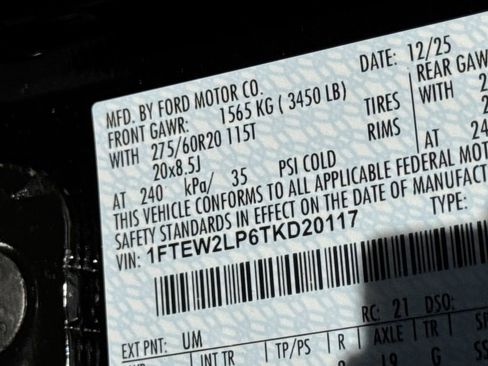 DATE: 12/25
MFD. BY FORD MOTOR CO.
FRONT GAWR: 1565 KG ( 3450 LB) REAR GAW
WITH 275/60R20 115T TIRES WITH
20x8.5J RIMS
AT 240 kPa/ 35 PSI COLD AT 24
THIS VEHICLE CONFORMS TO ALL APPLICABLE FEDERAL MOT
SAFETY STANDARDS IN EFFECT ON THE DATE OF MANUFACT
VIN: 1FTEW2LP6TKD20117 TYPE:
RC: 21 DSO:
EXT PNT: UM
INT TR TP/PS R AXLE TR
19 G SS